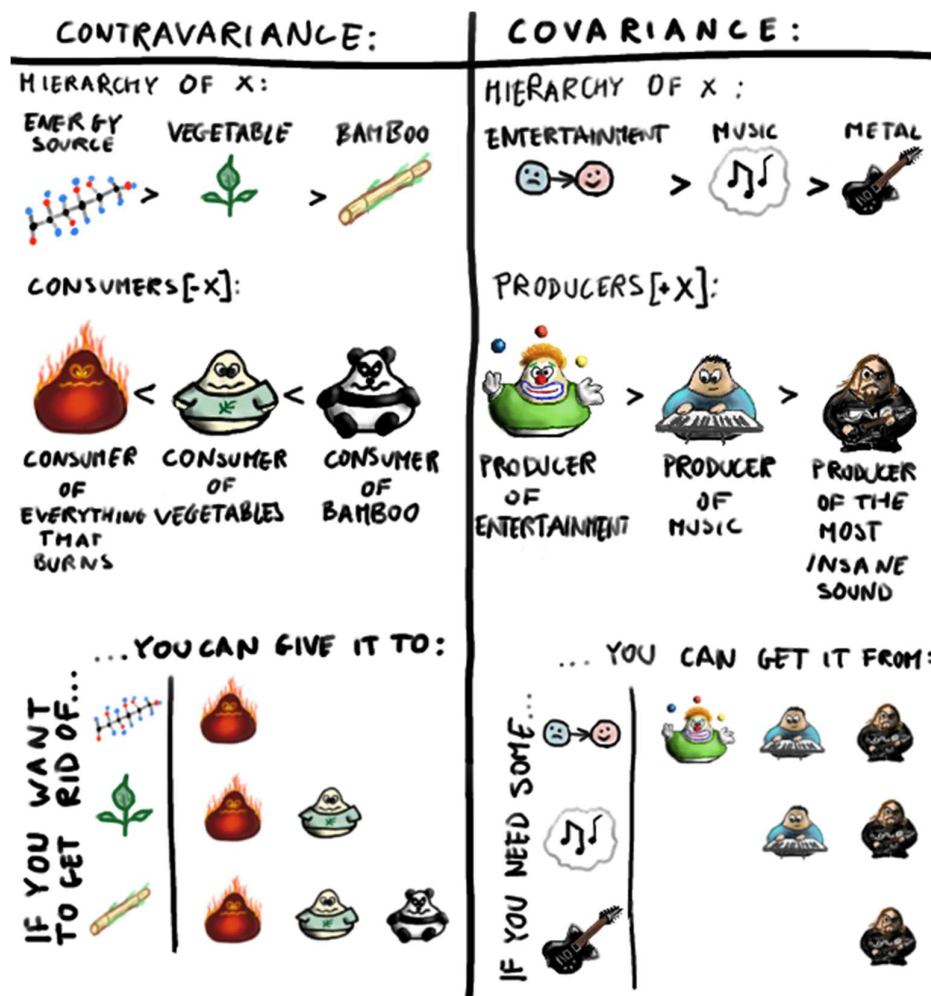 CONTRAVARIANCE:
HIERARCHY OF X:
ENERGY
SOURCE
VEGETABLE
BAMBOO
>
>
CONSUMERS[-X]:
<
<
CONSUMER
OF
EVERYTHING
THAT
BURNS
CONSUMER
OF
VEGETABLES
CONSUMER
OF
BAMBOO
...YOU CAN GIVE IT TO:
IF YOU WANT
TO GET RID OF...
COVARIANCE:
HIERARCHY OF X:
ENTERTAINMENT
MUSIC
METAL
>
>
PRODUCERS[+X]:
>
>
PRODUCER
OF
ENTERTAINMENT
PRODUCER
OF
MUSIC
PRODUCER
OF THE
MOST
INSANE
SOUND
... YOU CAN GET IT FROM:
IF YOU NEED SOME...